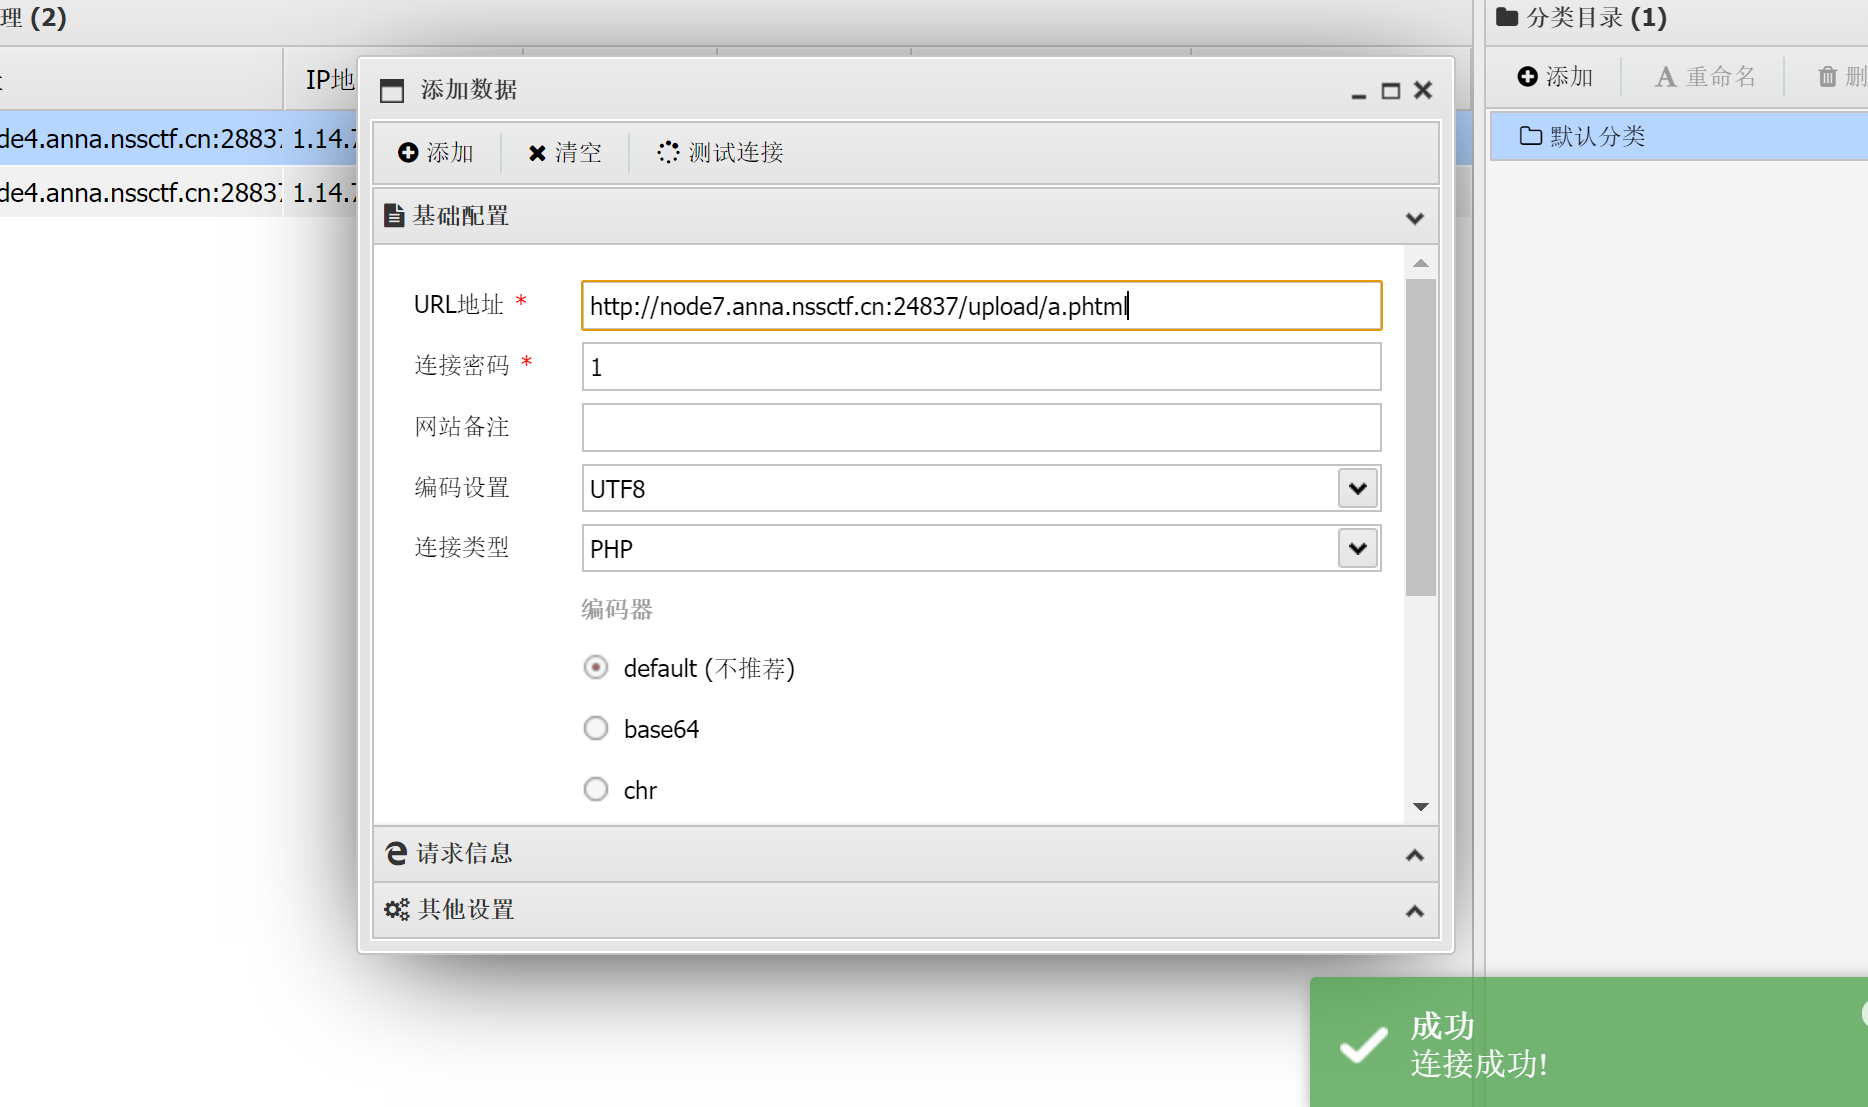 理 (2)
分类目录 (1)
IP地
添加
重命名
删
de4.anna.nssctf.cn:2883
1.14.7
de4.anna.nssctf.cn:2883
1.14.7
默认分类
添加数据
添加
清空
测试连接
基础配置
URL地址 *
http://node7.anna.nssctf.cn:24837/upload/a.phtml
连接密码 *
1
网站备注
编码设置
UTF8
连接类型
PHP
编码器
default (不推荐)
base64
chr
请求信息
其他设置
成功
连接成功!